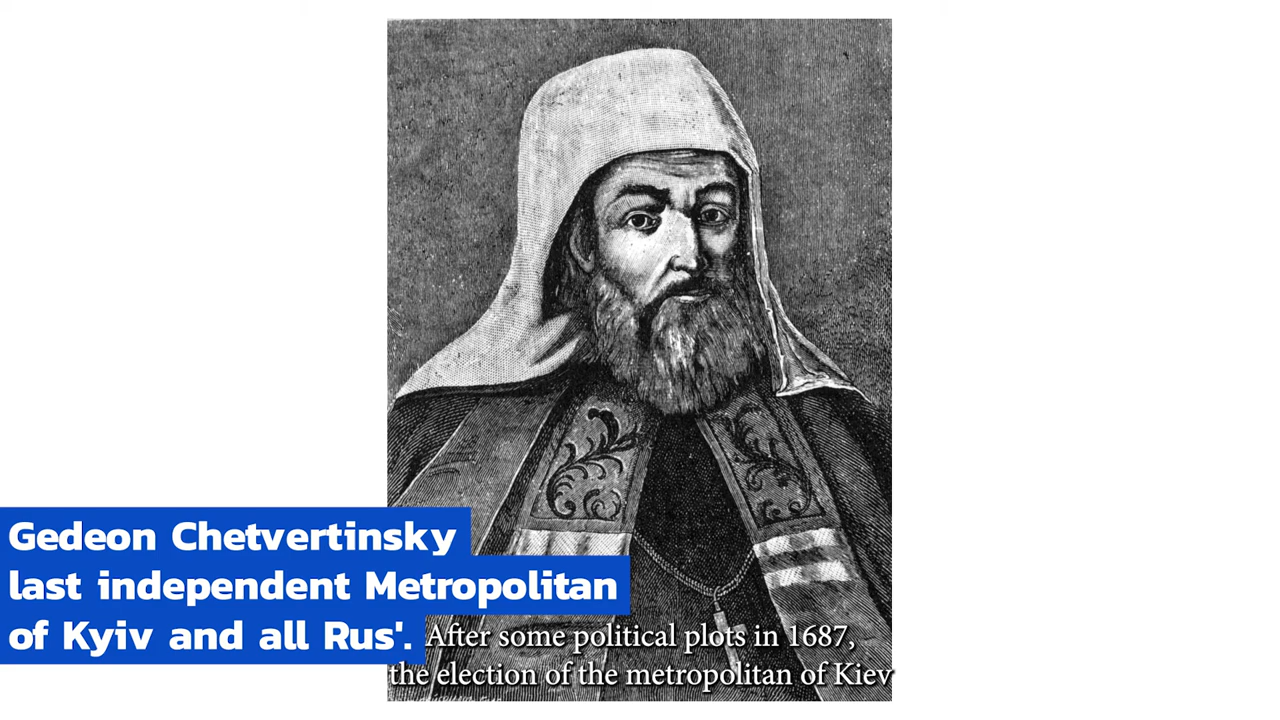 Gedeon Chetvertinsky
last independent Metropolitan
of Kyiv and all Rus'.
After some political plots in 1687,
the election of the metropolitan of Kiev